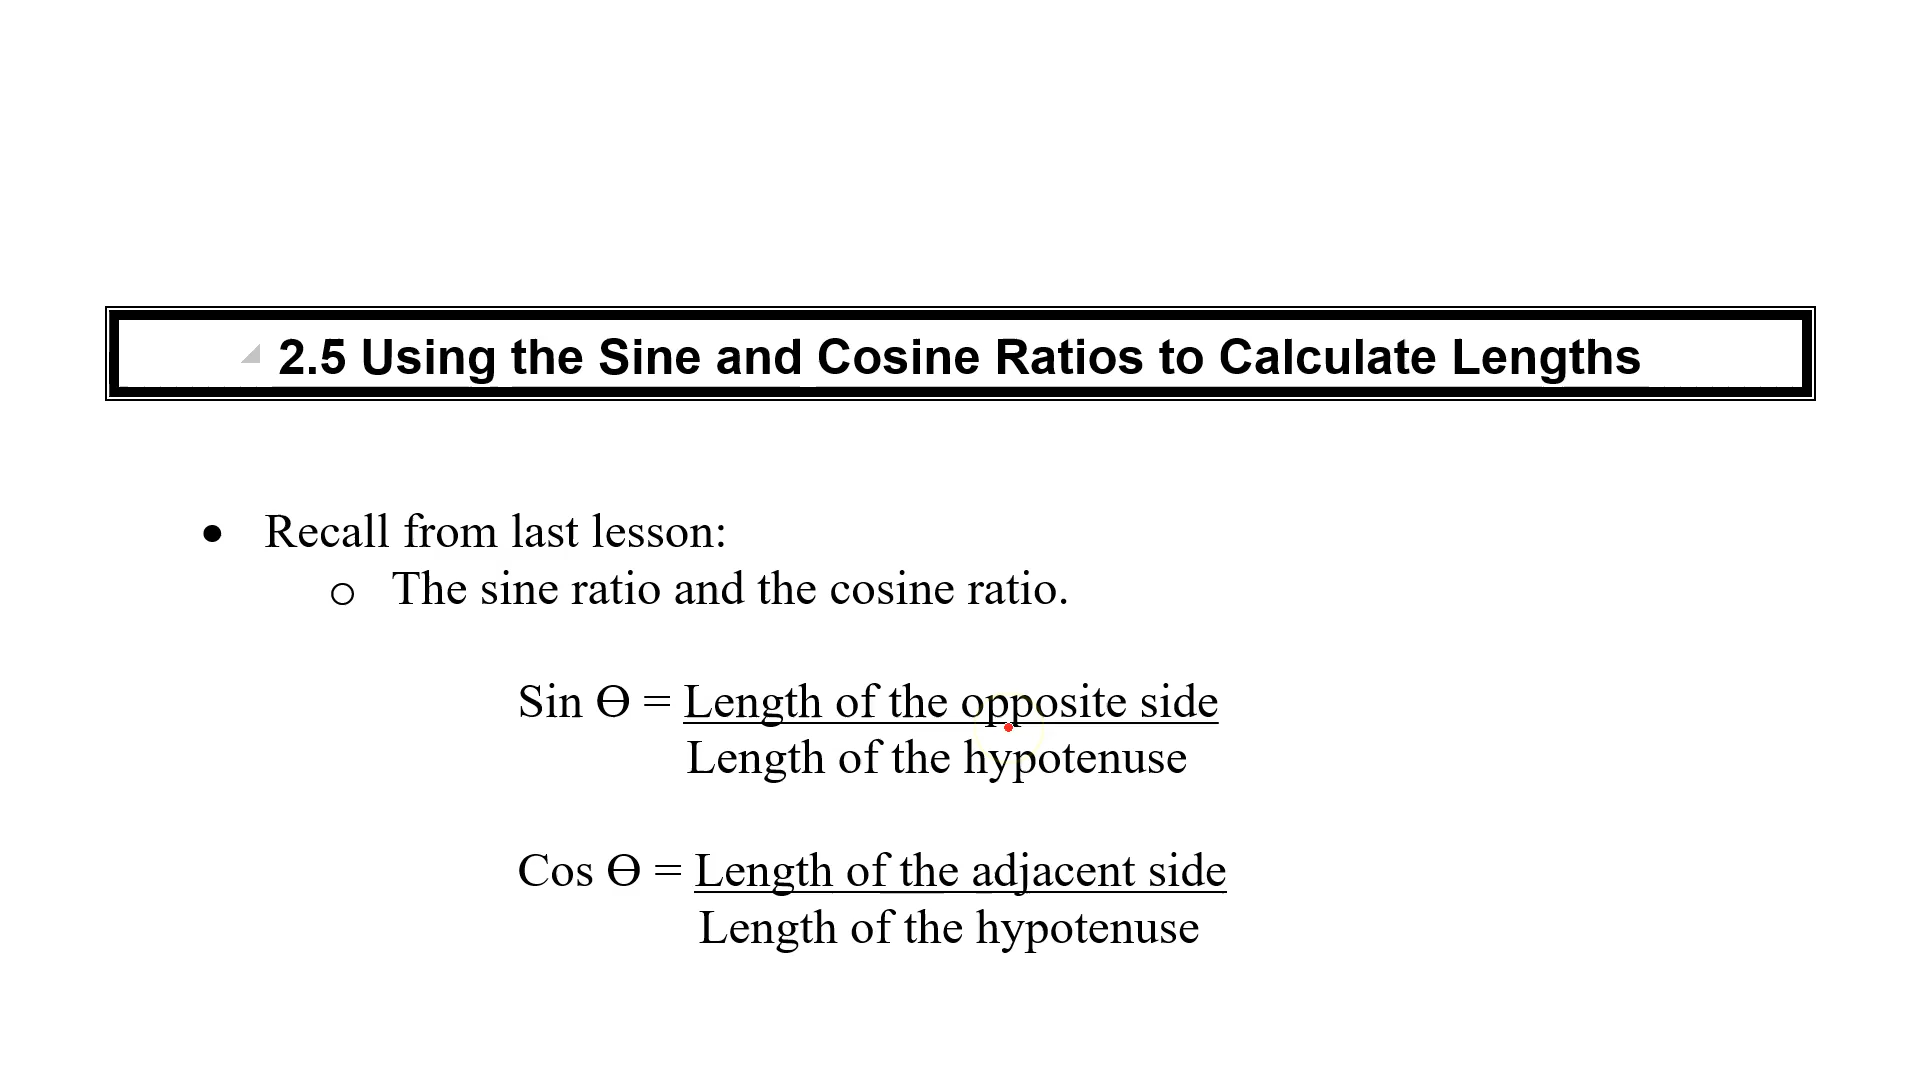 2.5 Using the Sine and Cosine Ratios to Calculate Lengths
• Recall from last lesson:
o The sine ratio and the cosine ratio.
Sin Ɵ = Length of the opposite side
Length of the hypotenuse
Cos Ɵ = Length of the adjacent side
Length of the hypotenuse